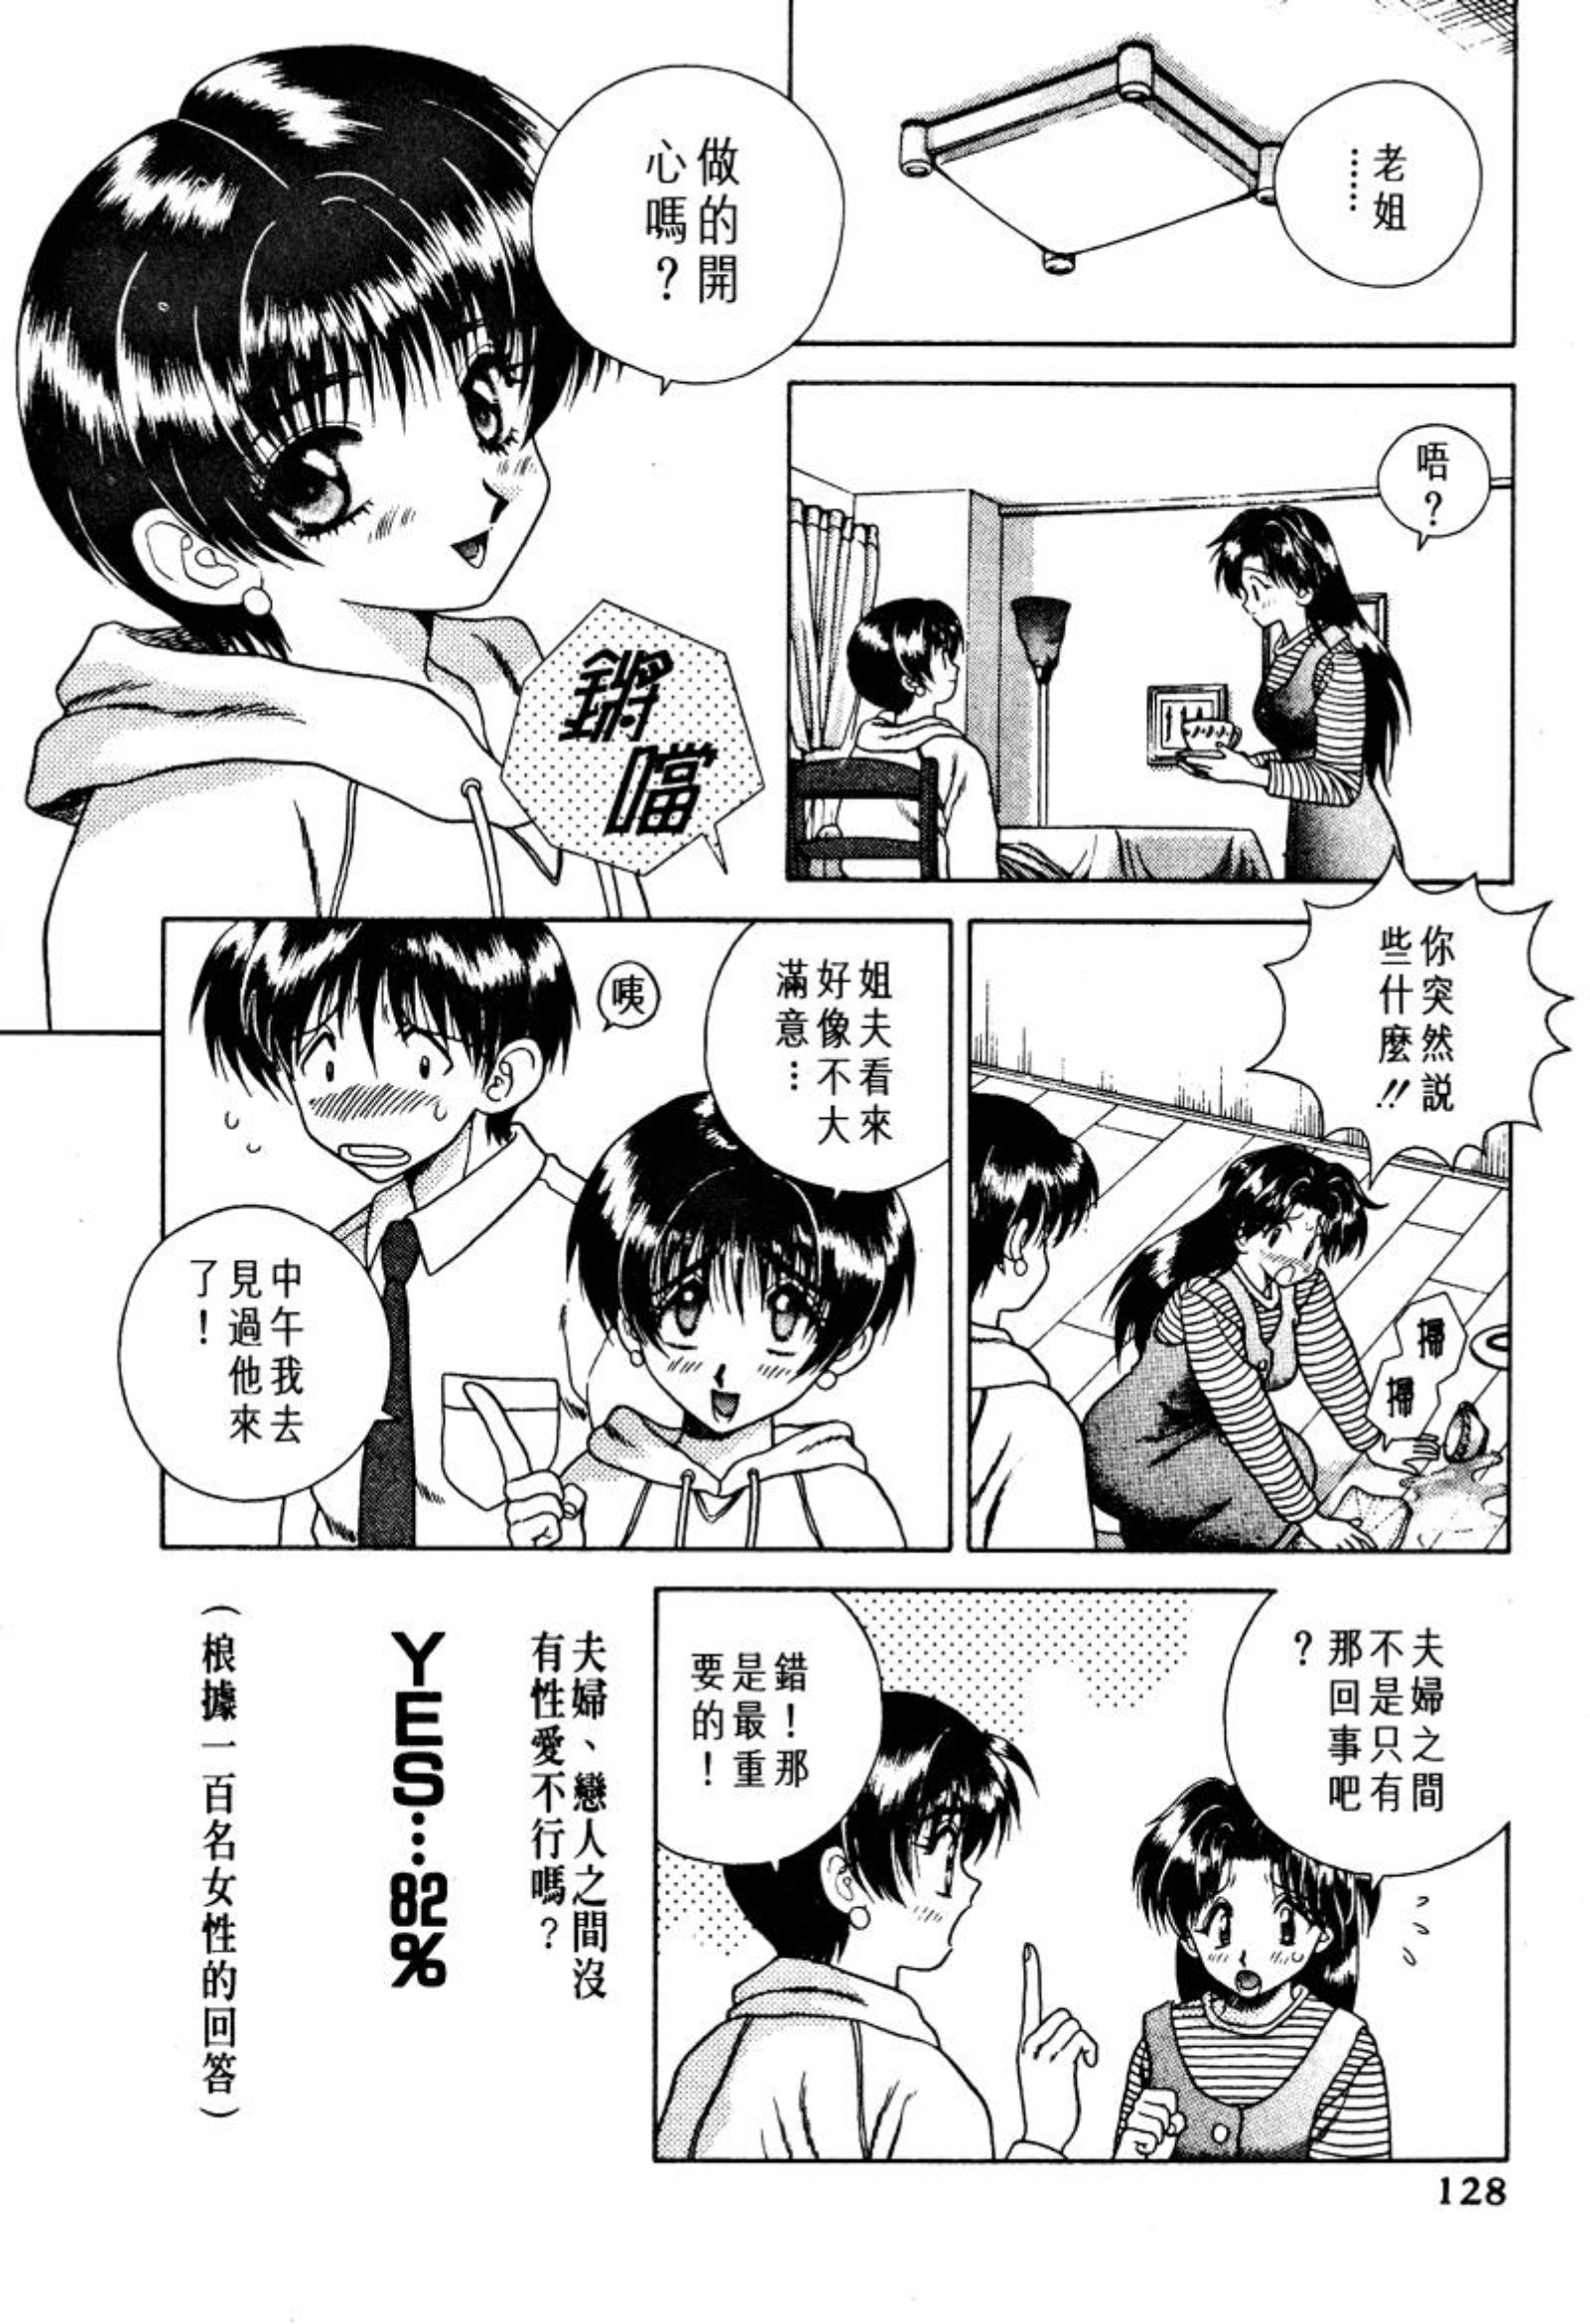 老姐
……
唔？
做的開
心嗎？
鏘
噹
你突然説
些什麼!!
掃
掃
姐夫看來
好像不大
滿意…
咦
中午我去
見過他來
了！
夫婦之間
不是只有
那回事吧
？
錯！那
是最重
要的！
夫婦、戀人之間沒
有性愛不行嗎？
YES…82%
（根據一百名女性的回答）
128